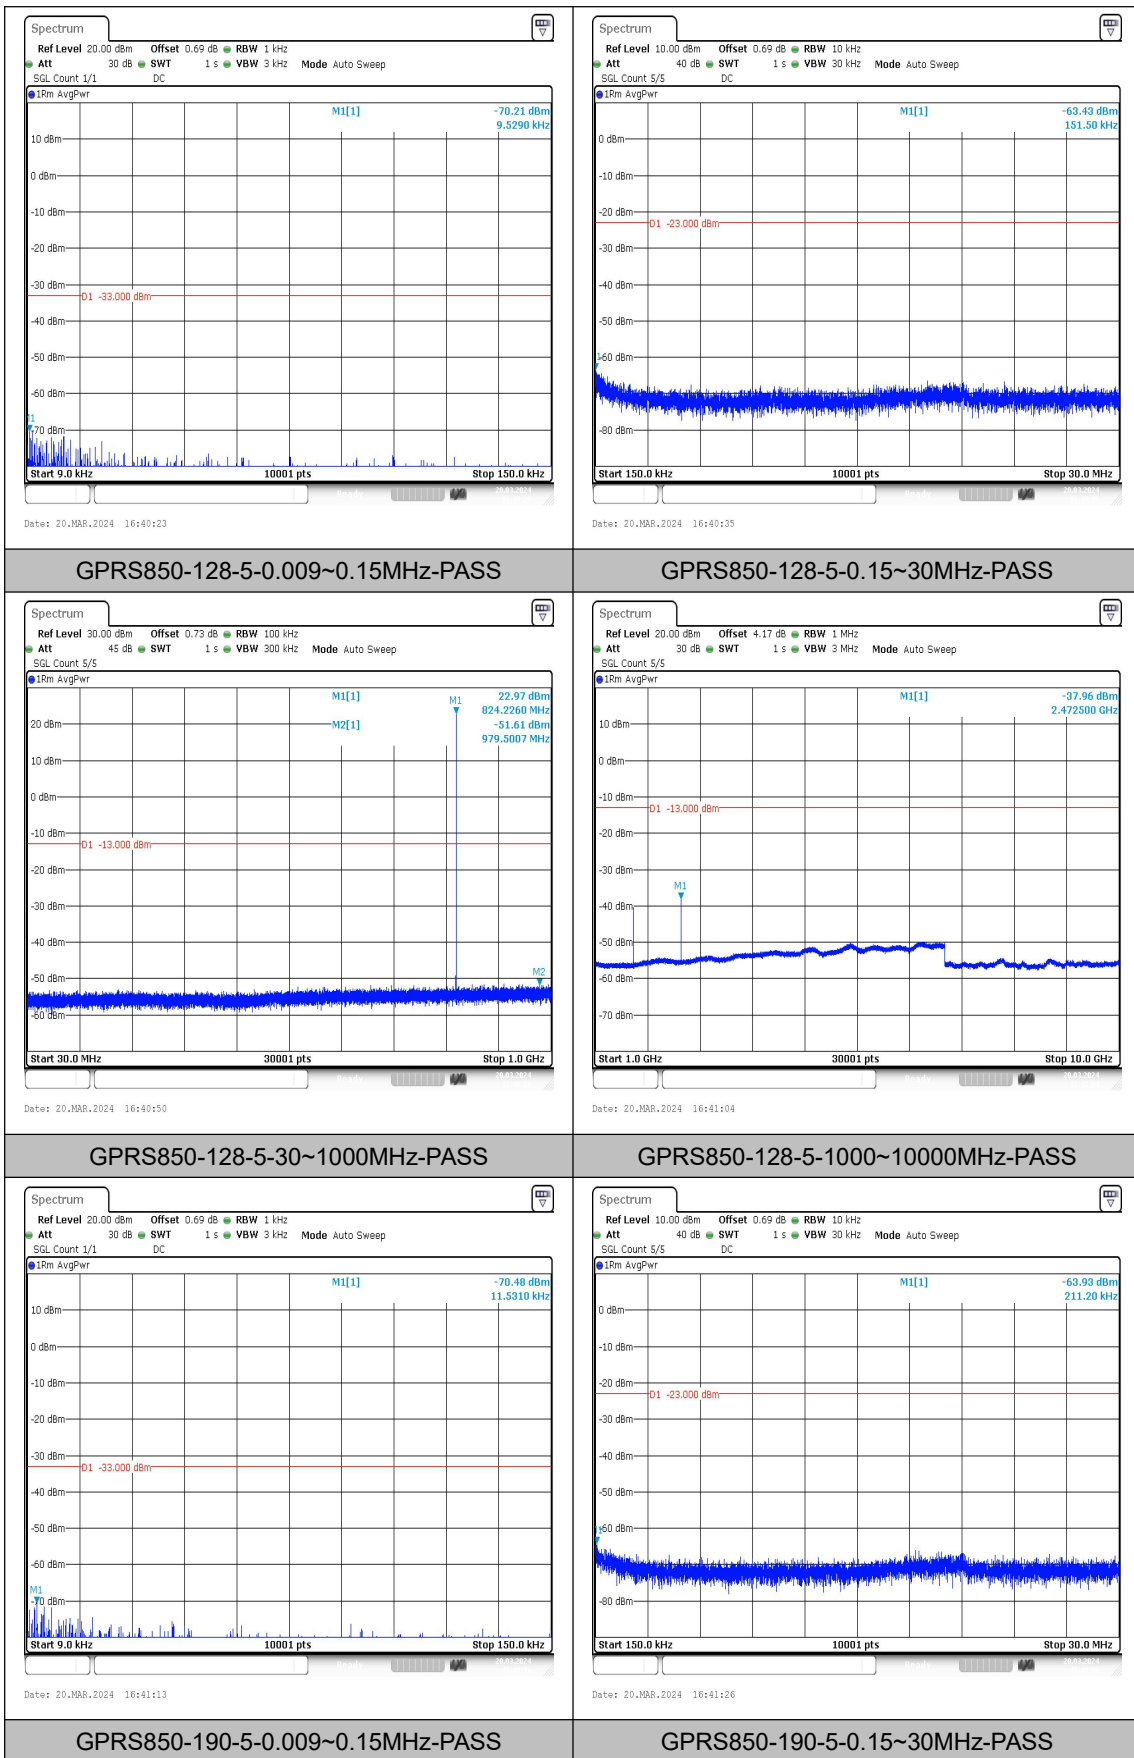 Spectrum
Ref Level 20.00 dBm Offset 0.69 dB RBW 1 kHz
Att 30 dB SWT 1 s VBW 3 kHz Mode Auto Sweep
SGL Count 1/1 DC
1Rm AvgPwr
M1[1] -70.21 dBm
9.5290 kHz
10 dBm
0 dBm
-10 dBm
-20 dBm
-30 dBm
D1 -33.000 dBm
-40 dBm
-50 dBm
-60 dBm
-70 dBm
Start 9.0 kHz 10001 pts Stop 150.0 kHz
Date: 20.MAR.2024 16:40:23
GPRS850-128-5-0.009~0.15MHz-PASS
Spectrum
Ref Level 10.00 dBm Offset 0.69 dB RBW 10 kHz
Att 40 dB SWT 1 s VBW 30 kHz Mode Auto Sweep
SGL Count 5/5 DC
1Rm AvgPwr
M1[1] -63.43 dBm
151.50 kHz
0 dBm
-10 dBm
-20 dBm
D1 -23.000 dBm
-30 dBm
-40 dBm
-50 dBm
-60 dBm
-80 dBm
Start 150.0 kHz 10001 pts Stop 30.0 MHz
20.03.2024
Date: 20.MAR.2024 16:40:35
GPRS850-128-5-0.15~30MHz-PASS
Spectrum
Ref Level 30.00 dBm Offset 0.73 dB RBW 100 kHz
Att 45 dB SWT 1 s VBW 300 kHz Mode Auto Sweep
SGL Count 5/5
1Rm AvgPwr
M1[1] 22.97 dBm
824.2260 MHz
M2[1] -51.61 dBm
979.5007 MHz
M1
20 dBm
10 dBm
0 dBm
-10 dBm
D1 -13.000 dBm
-20 dBm
-30 dBm
-40 dBm
-50 dBm
M2
-60 dBm
Start 30.0 MHz 30001 pts Stop 1.0 GHz
20.03.2024
Date: 20.MAR.2024 16:40:50
GPRS850-128-5-30~1000MHz-PASS
Spectrum
Ref Level 20.00 dBm Offset 4.17 dB RBW 1 MHz
Att 30 dB SWT 1 s VBW 3 MHz Mode Auto Sweep
SGL Count 5/5
1Rm AvgPwr
M1[1] -37.96 dBm
2.472500 GHz
10 dBm
0 dBm
-10 dBm
D1 -13.000 dBm
-20 dBm
-30 dBm
M1
-40 dBm
-50 dBm
-60 dBm
-70 dBm
Start 1.0 GHz 30001 pts Stop 10.0 GHz
20.03.2024
Date: 20.MAR.2024 16:41:04
GPRS850-128-5-1000~10000MHz-PASS
Spectrum
Ref Level 20.00 dBm Offset 0.69 dB RBW 1 kHz
Att 30 dB SWT 1 s VBW 3 kHz Mode Auto Sweep
SGL Count 1/1 DC
1Rm AvgPwr
M1[1] -70.48 dBm
11.5310 kHz
10 dBm
0 dBm
-10 dBm
-20 dBm
-30 dBm
D1 -33.000 dBm
-40 dBm
-50 dBm
-60 dBm
M1
-70 dBm
Start 9.0 kHz 10001 pts Stop 150.0 kHz
20.03.2024
Date: 20.MAR.2024 16:41:13
GPRS850-190-5-0.009~0.15MHz-PASS
Spectrum
Ref Level 10.00 dBm Offset 0.69 dB RBW 10 kHz
Att 40 dB SWT 1 s VBW 30 kHz Mode Auto Sweep
SGL Count 5/5 DC
1Rm AvgPwr
M1[1] -63.93 dBm
211.20 kHz
0 dBm
-10 dBm
-20 dBm
D1 -23.000 dBm
-30 dBm
-40 dBm
-50 dBm
-60 dBm
-80 dBm
Start 150.0 kHz 10001 pts Stop 30.0 MHz
20.03.2024
Date: 20.MAR.2024 16:41:26
GPRS850-190-5-0.15~30MHz-PASS